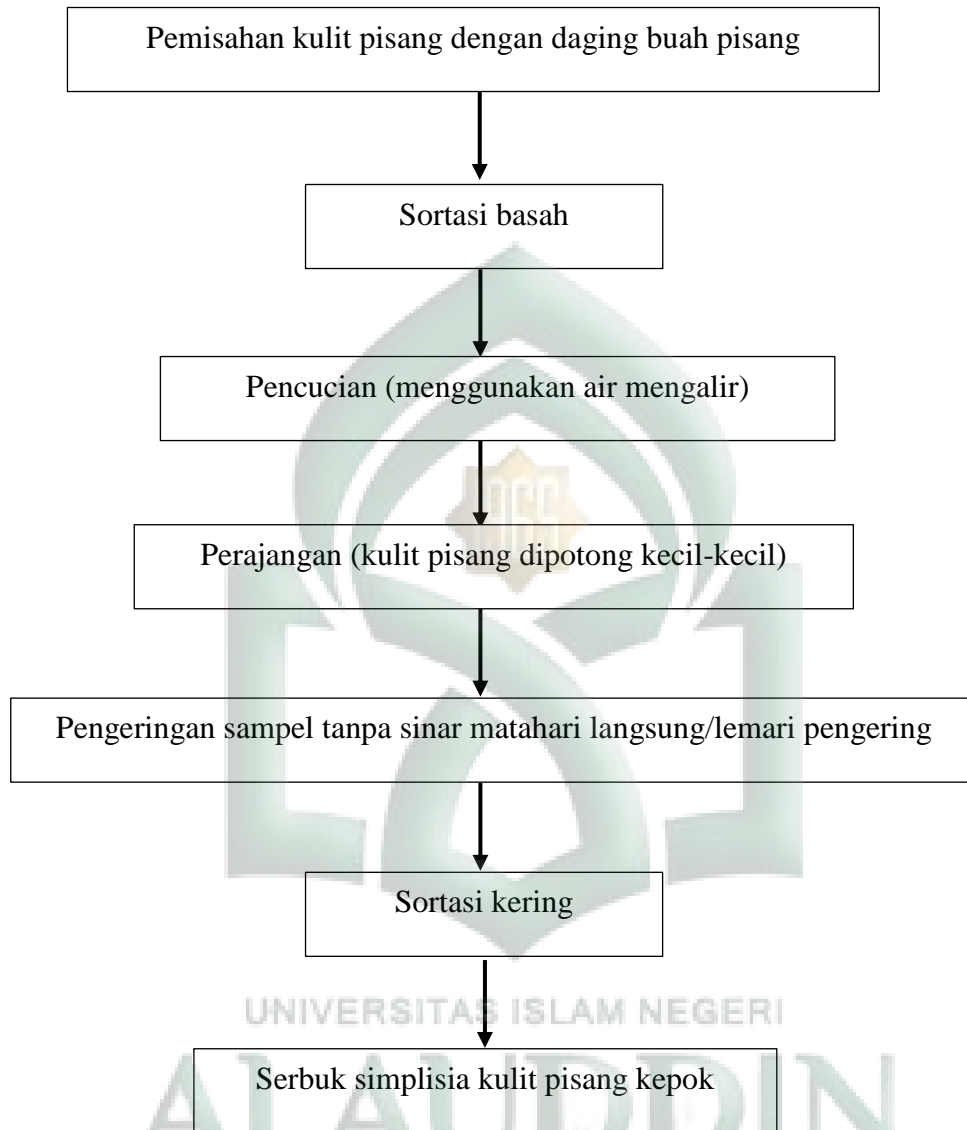 Pemisahan kulit pisang dengan daging buah pisang
Sortasi basah
Pencucian (menggunakan air mengalir)
Perajangan (kulit pisang dipotong kecil-kecil)
Pengeringan sampel tanpa sinar matahari langsung/lemari pengering
Sortasi kering
UNIVERSITAS ISLAM NEGERI
Serbuk simplisia kulit pisang kepok
ALAUDDIN